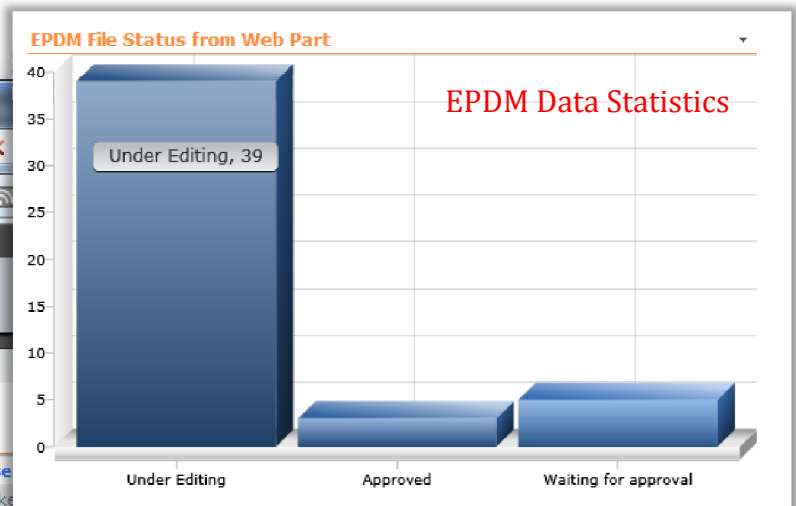 EPDM File Status from Web Part
EPDM Data Statistics
40
35
30
25
20
15
10
5
0
Under Editing, 39
Under Editing
Approved
Waiting for approval